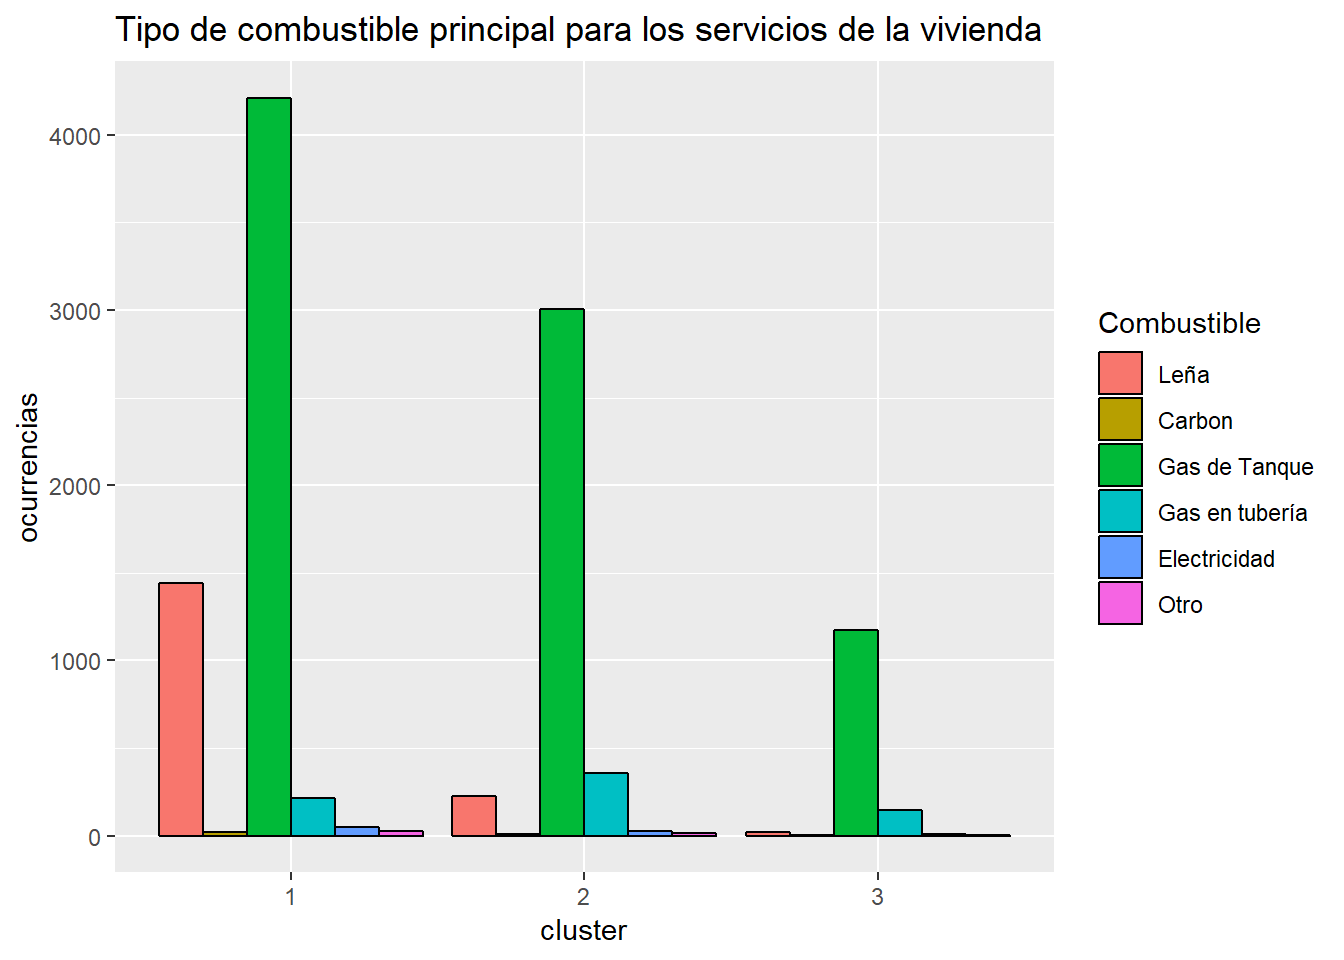 Tipo de combustible principal para los servicios de la vivienda
4000
3000
2000
1000
0
ocurrencias
1 2 3
cluster
Combustible
Leña
Carbon
Gas de Tanque
Gas en tubería
Electricidad
Otro